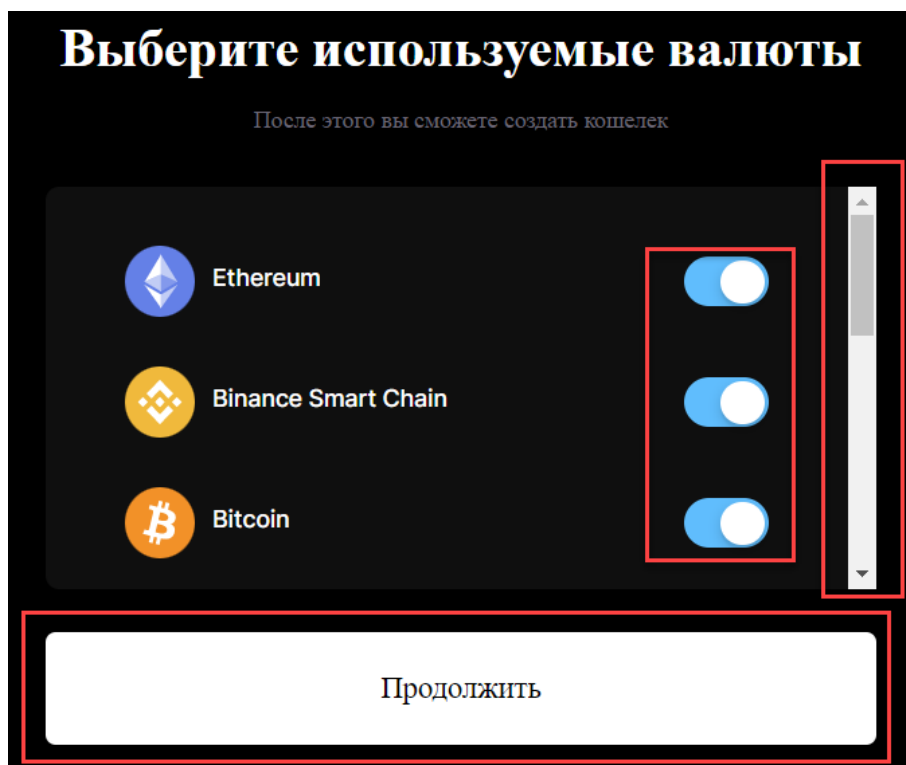 Выберите используемые валюты
После этого вы сможете создать кошелек
Ethereum
Binance Smart Chain
Bitcoin
Продолжить